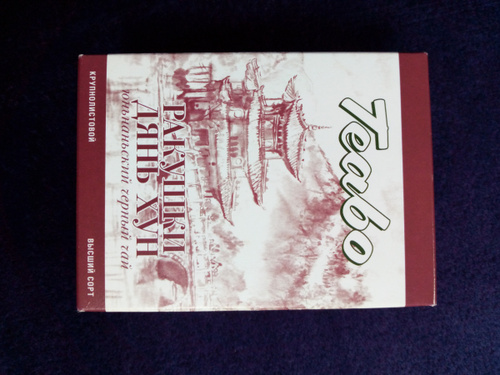 Teabo
РАКУШКИ
ДЯНЬ ХУН
юньнаньский черный чай
КРУПНОЛИСТОВОЙ
ВЫСШИЙ СОРТ